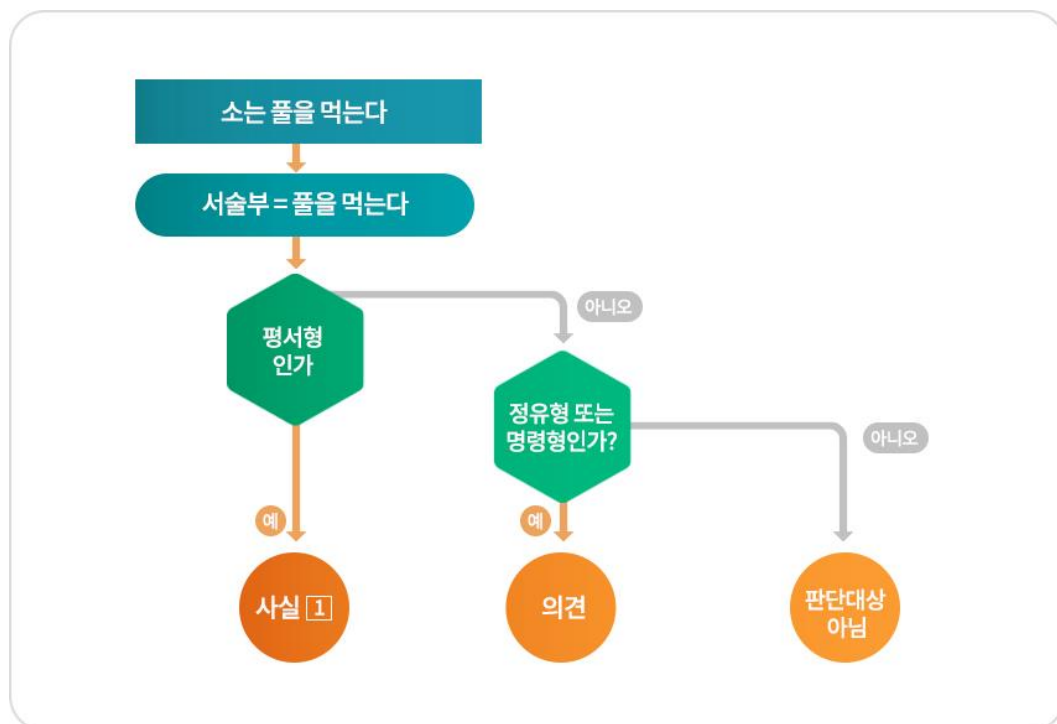 소는 풀을 먹는다
서술부 = 풀을 먹는다
평서형
인가
아니오
정유형 또는
명령형인가?
아니오
예
예
사실 1
의견
판단대상
아님